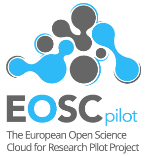 EOSCpilot
The European Open Science
Cloud for Research Pilot Project